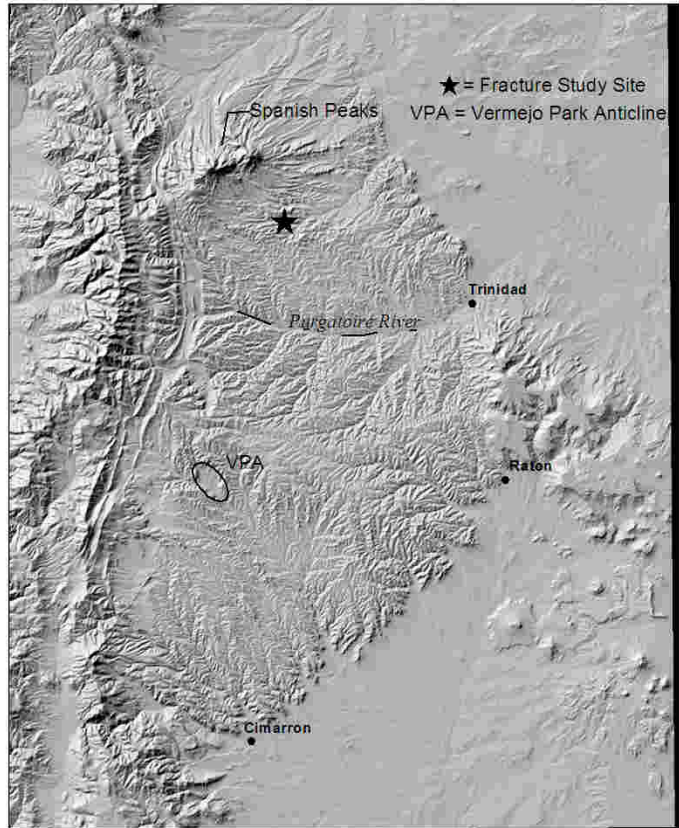 ★ = Fracture Study Site
Spanish Peaks
VPA = Vermejo Park Anticline
Trinidad
Purgatoire River
VPA
Raton
Cimarron